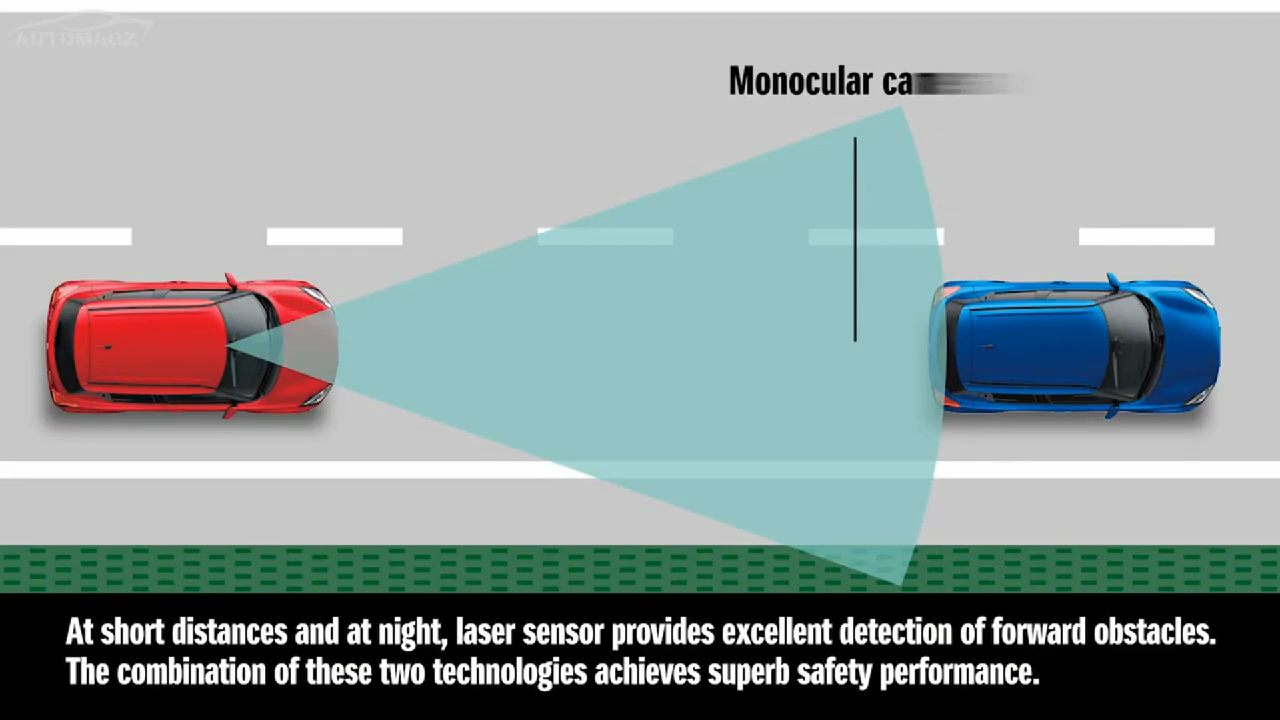 AUTOMAUX
Monocular ca
At short distances and at night, laser sensor provides excellent detection of forward obstacles.
The combination of these two technologies achieves superb safety performance.